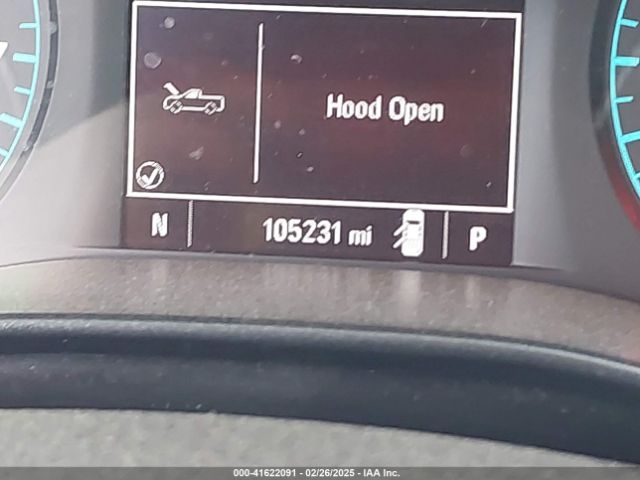 Hood Open
N 105231 mi P
000-41622091 - 02/26/2025 - IAA Inc.